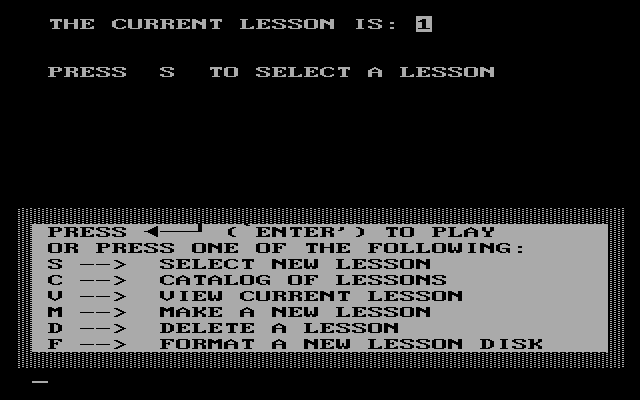 THE CURRENT LESSON IS: 1
PRESS S TO SELECT A LESSON
PRESS ◄──┘ (`ENTER') TO PLAY
OR PRESS ONE OF THE FOLLOWING:
S --> SELECT NEW LESSON
C --> CATALOG OF LESSONS
V --> VIEW CURRENT LESSON
M --> MAKE A NEW LESSON
D --> DELETE A LESSON
F --> FORMAT A NEW LESSON DISK